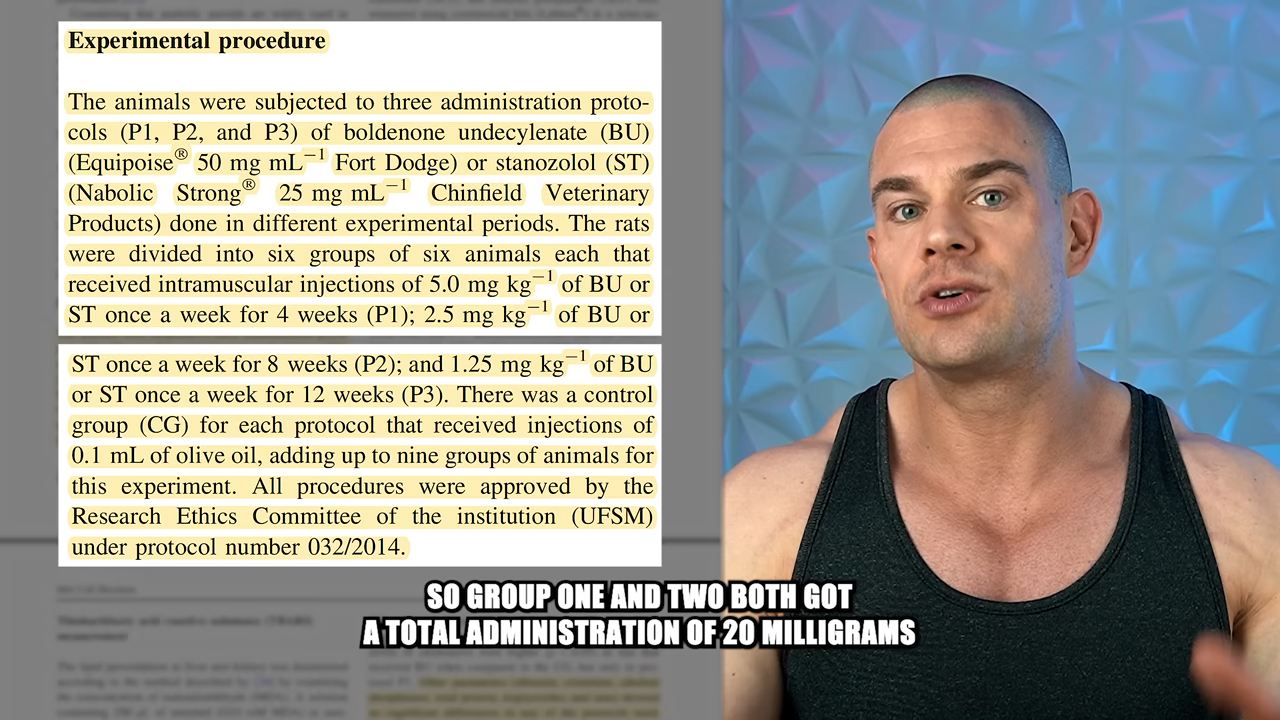 Experimental procedure
The animals were subjected to three administration proto-
cols (P1, P2, and P3) of boldenone undecylenate (BU)
(Equipoise® 50 mg mL⁻¹ Fort Dodge) or stanozolol (ST)
(Nabolic Strong® 25 mg mL⁻¹ Chinfield Veterinary
Products) done in different experimental periods. The rats
were divided into six groups of six animals each that
received intramuscular injections of 5.0 mg kg⁻¹ of BU or
ST once a week for 4 weeks (P1); 2.5 mg kg⁻¹ of BU or
ST once a week for 8 weeks (P2); and 1.25 mg kg⁻¹ of BU
or ST once a week for 12 weeks (P3). There was a control
group (CG) for each protocol that received injections of
0.1 mL of olive oil, adding up to nine groups of animals for
this experiment. All procedures were approved by the
Research Ethics Committee of the institution (UFSM)
under protocol number 032/2014.
SO GROUP ONE AND TWO BOTH GOT
A TOTAL ADMINISTRATION OF 20 MILLIGRAMS